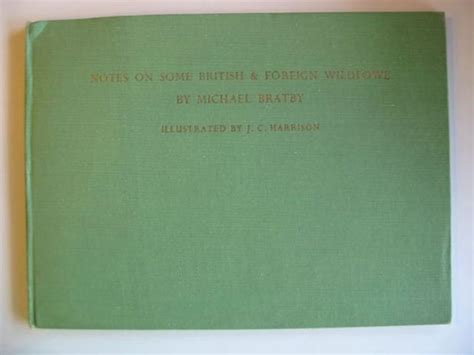 NOTES ON SOME BRITISH & FOREIGN WILDFOWL
BY MICHAEL BRATBY
ILLUSTRATED BY J. C. HARRISON